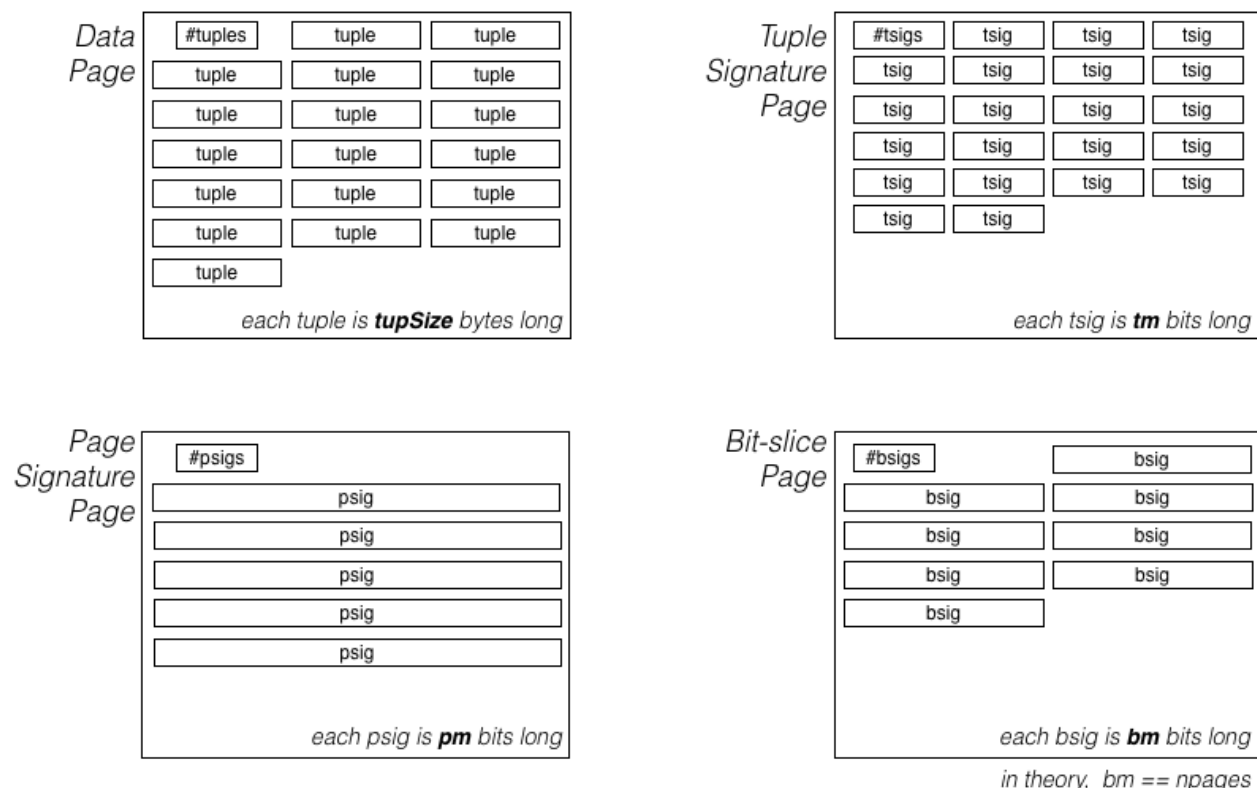 Data
Page
#tuples tuple tuple
tuple tuple tuple
tuple tuple tuple
tuple tuple tuple
tuple tuple tuple
tuple tuple tuple
tuple
each tuple is tupSize bytes long
Tuple
Signature
Page
#tsigs tsig tsig tsig
tsig tsig tsig tsig
tsig tsig tsig tsig
tsig tsig tsig tsig
tsig tsig tsig tsig
tsig tsig
each tsig is tm bits long
Page
Signature
Page
#psigs
psig
psig
psig
psig
psig
each psig is pm bits long
Bit-slice
Page
#bsigs bsig
bsig bsig
bsig bsig
bsig bsig
bsig
each bsig is bm bits long
in theory, bm == npages